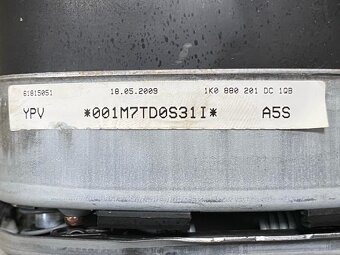 61815051 18.05.2009 1K0 880 201 DC 1QB
YPV *001M7TD0S31I* A5S